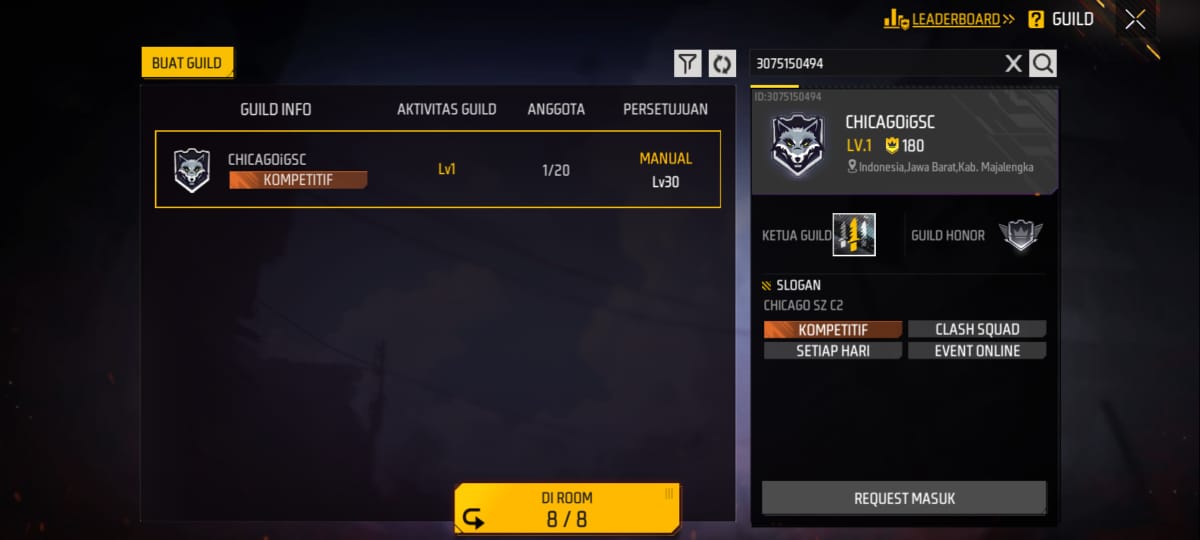 LEADERBOARD>>
? GUILD
BUAT GUILD
3075150494
GUILD INFO
AKTIVITAS GUILD
ANGGOTA
PERSETUJUAN
CHICAGOiGSC
KOMPETITIF
Lv1
1/20
MANUAL
Lv30
ID:3075150494
CHICAGOiGSC
LV.1 180
Indonesia,Jawa Barat,Kab. Majalengka
KETUA GUILD
GUILD HONOR
SLOGAN
CHICAGO SZ C2
KOMPETITIF
CLASH SQUAD
SETIAP HARI
EVENT ONLINE
DI ROOM
8 / 8
REQUEST MASUK